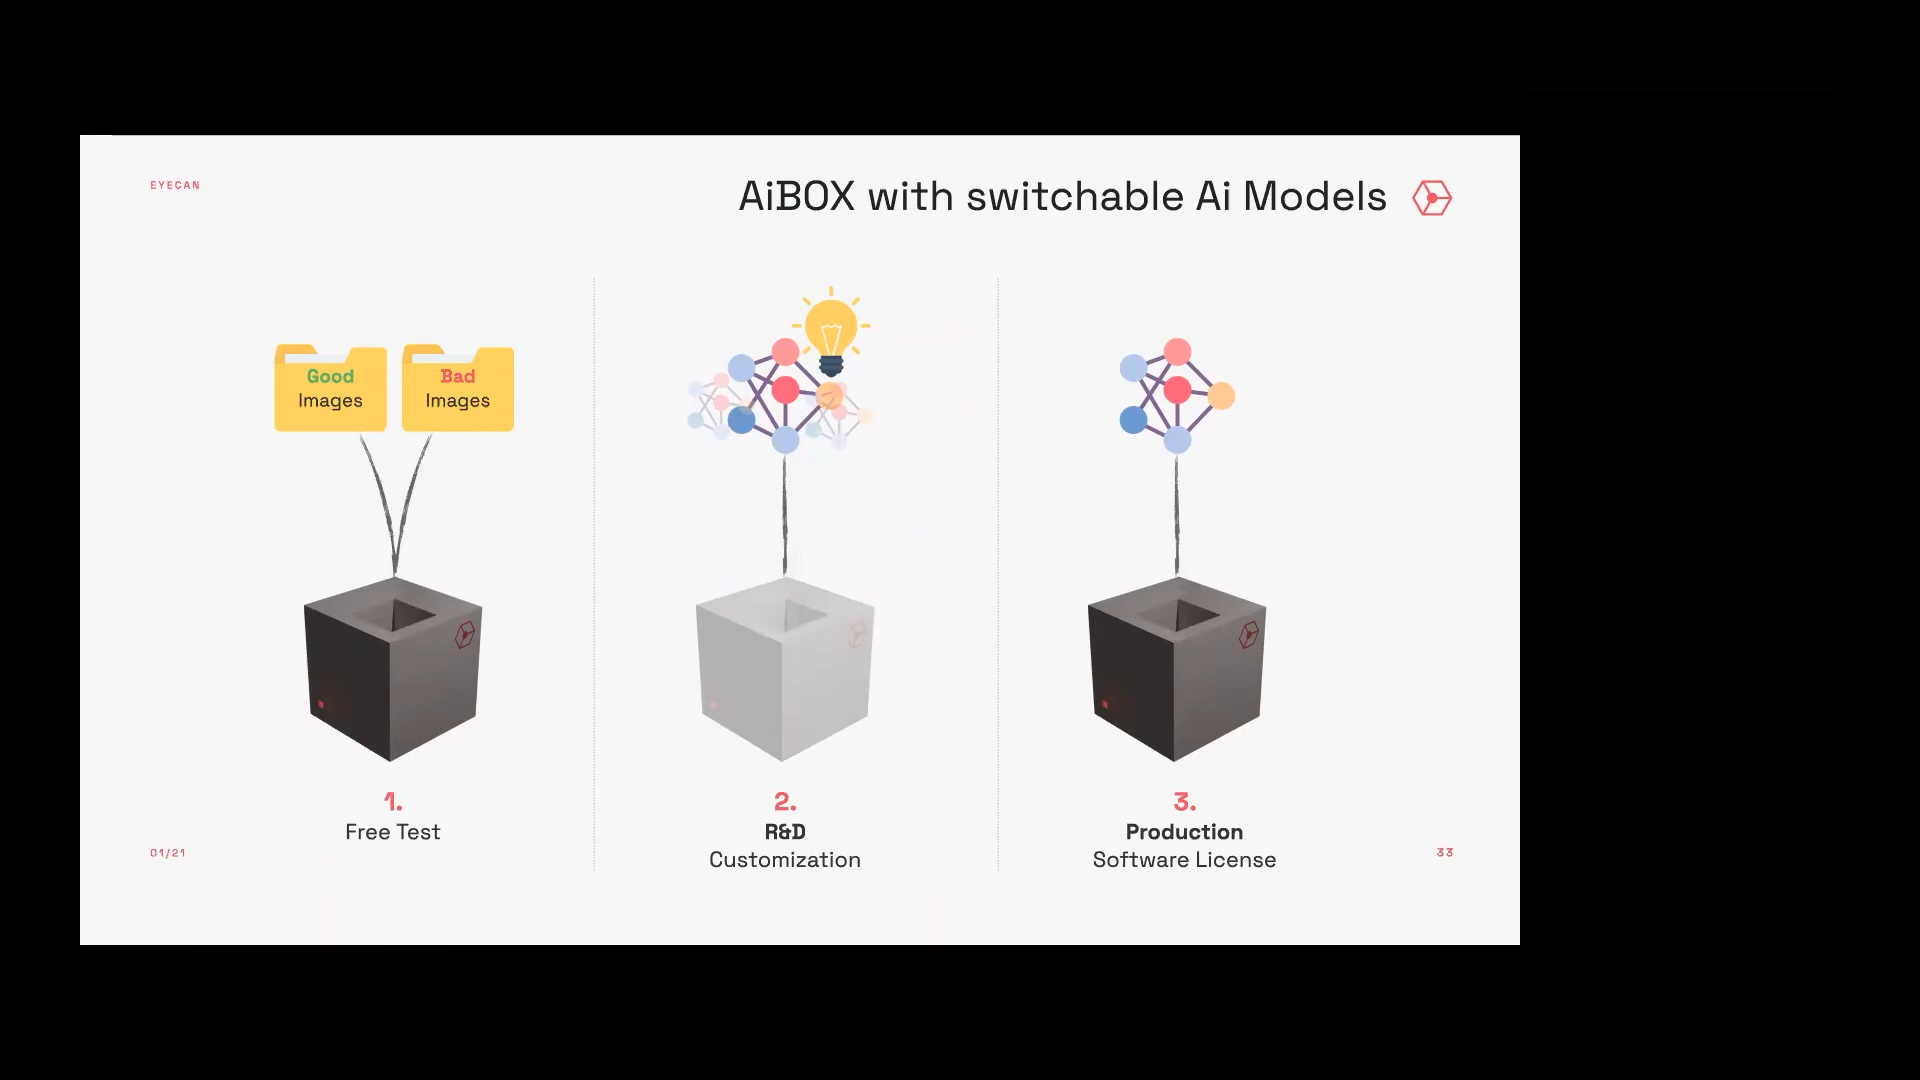 EYECAN
AiBOX with switchable Ai Models
Good
Images
Bad
Images
1.
Free Test
2.
R&D
Customization
3.
Production
Software License
01/21
33